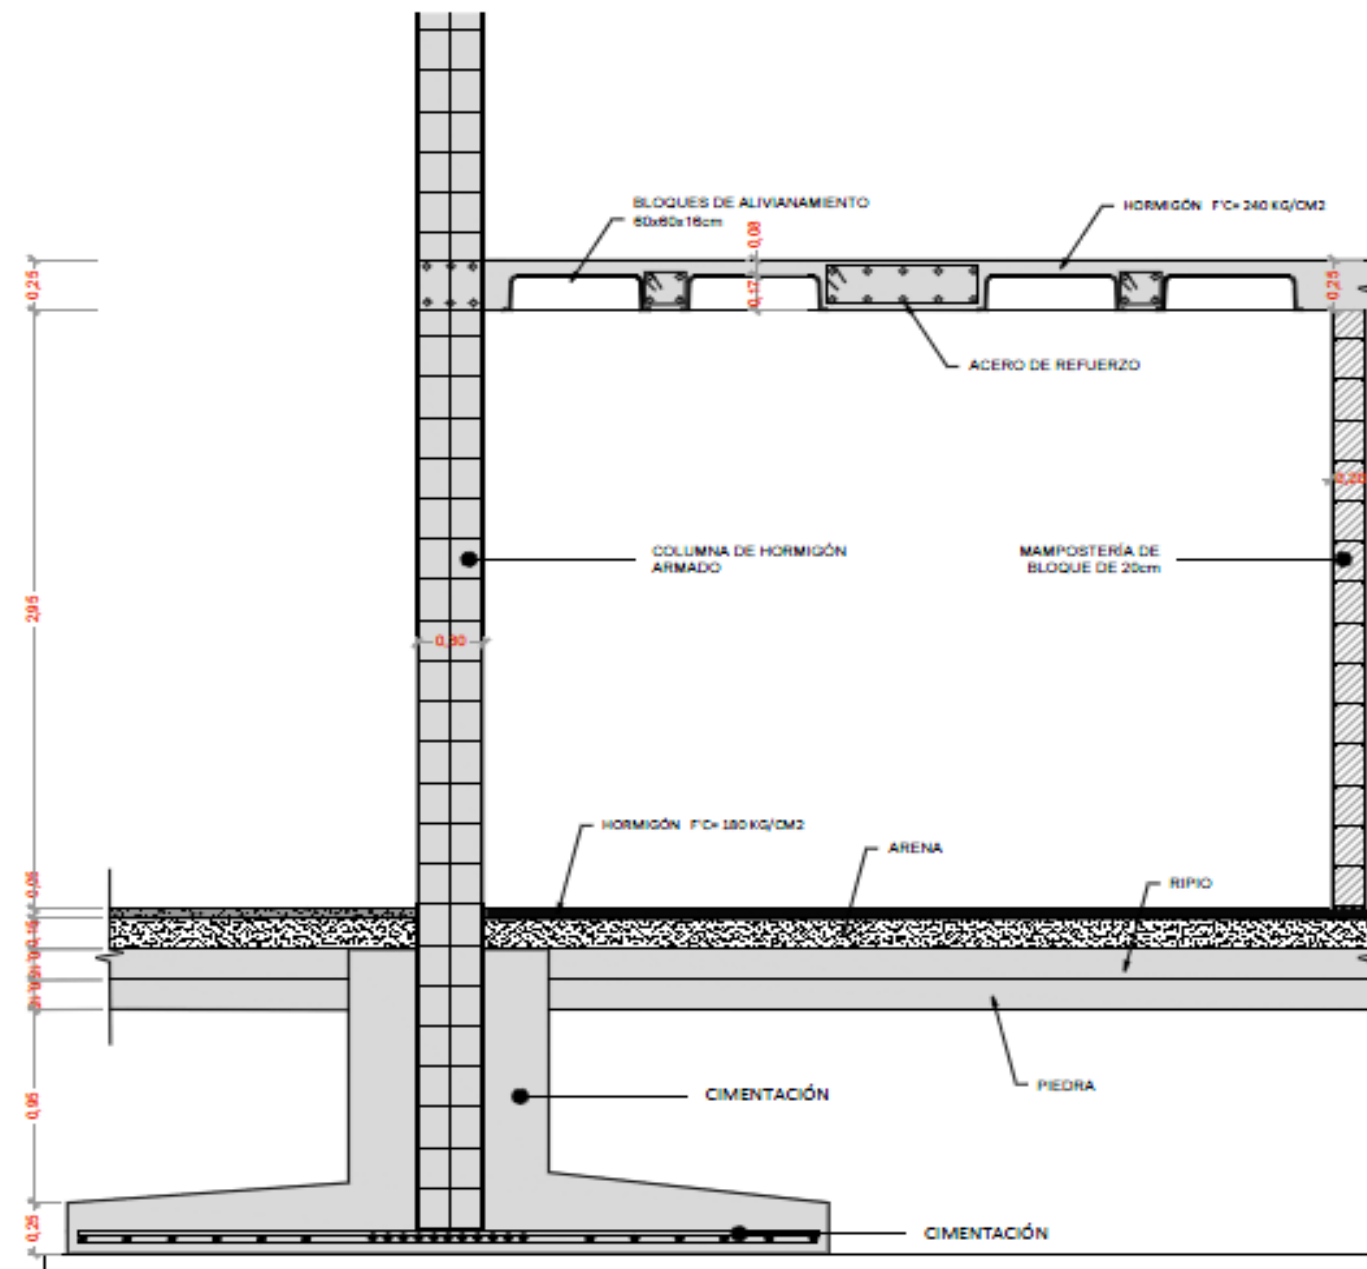 BLOQUES DE ALIVIANAMIENTO
60x60x16cm
HORMIGÓN F'C= 240 KG/CM2
0,08
0,25
0,17
0,25
ACERO DE REFUERZO
COLUMNA DE HORMIGÓN
ARMADO
MAMPOSTERÍA DE
BLOQUE DE 20cm
2,95
0,30
HORMIGÓN F'C= 180 KG/CM2
ARENA
RIPIO
0,05
PIEDRA
CIMENTACIÓN
0,95
CIMENTACIÓN
0,25